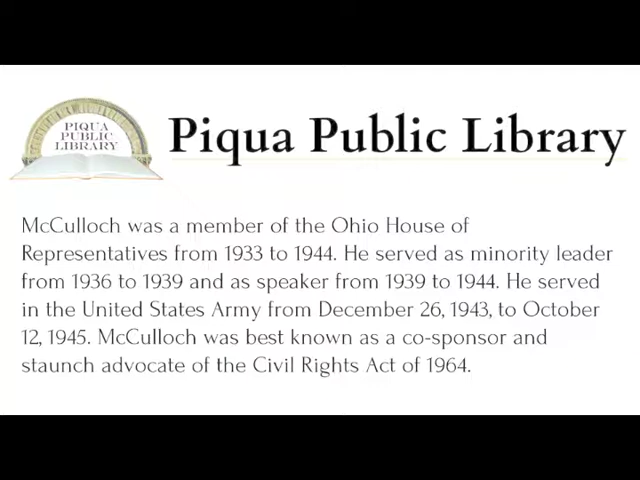 PIQUA
PUBLIC
LIBRARY
Piqua Public Library
McCulloch was a member of the Ohio House of
Representatives from 1933 to 1944. He served as minority leader
from 1936 to 1939 and as speaker from 1939 to 1944. He served
in the United States Army from December 26, 1943, to October
12, 1945. McCulloch was best known as a co-sponsor and
staunch advocate of the Civil Rights Act of 1964.